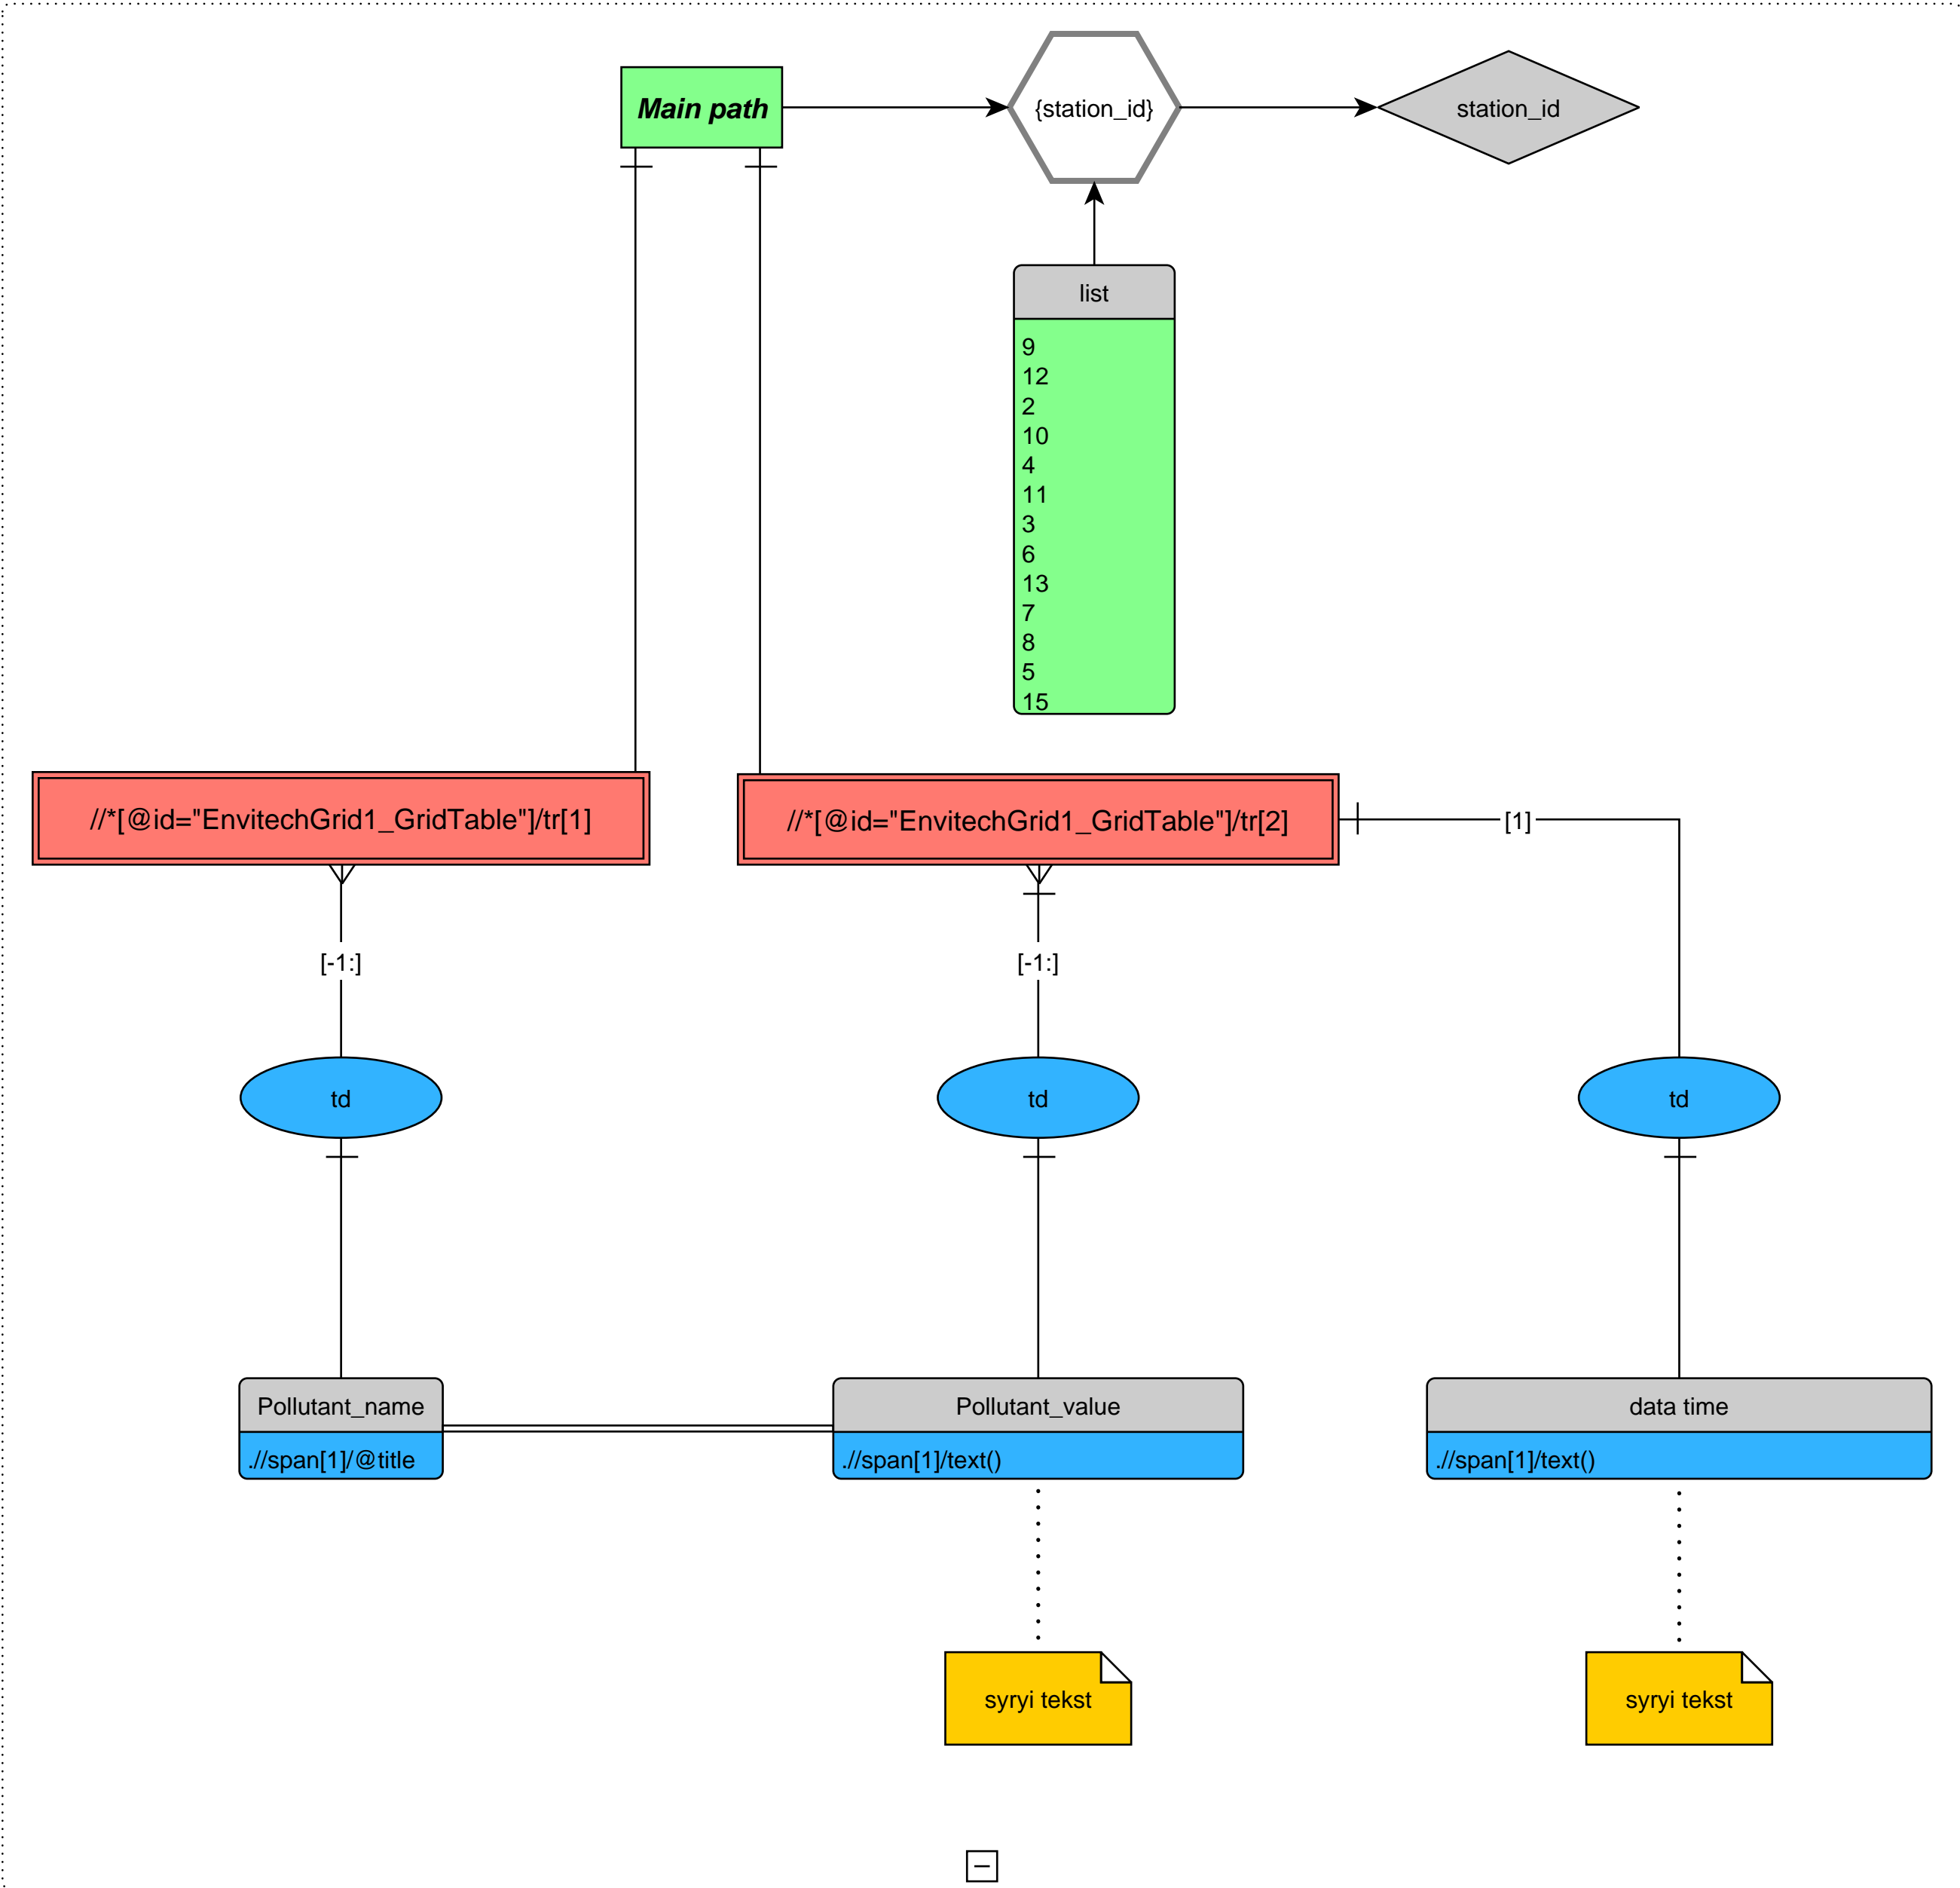 Main path
{station_id}
station_id
list
9
12
2
10
4
11
3
6
13
7
8
5
15
//*[@id="EnvitechGrid1_GridTable"]/tr[1]
//*[@id="EnvitechGrid1_GridTable"]/tr[2]
[1]
[-1:]
[-1:]
td
td
td
Pollutant_name
.//span[1]/@title
Pollutant_value
.//span[1]/text()
data time
.//span[1]/text()
syryi tekst
syryi tekst